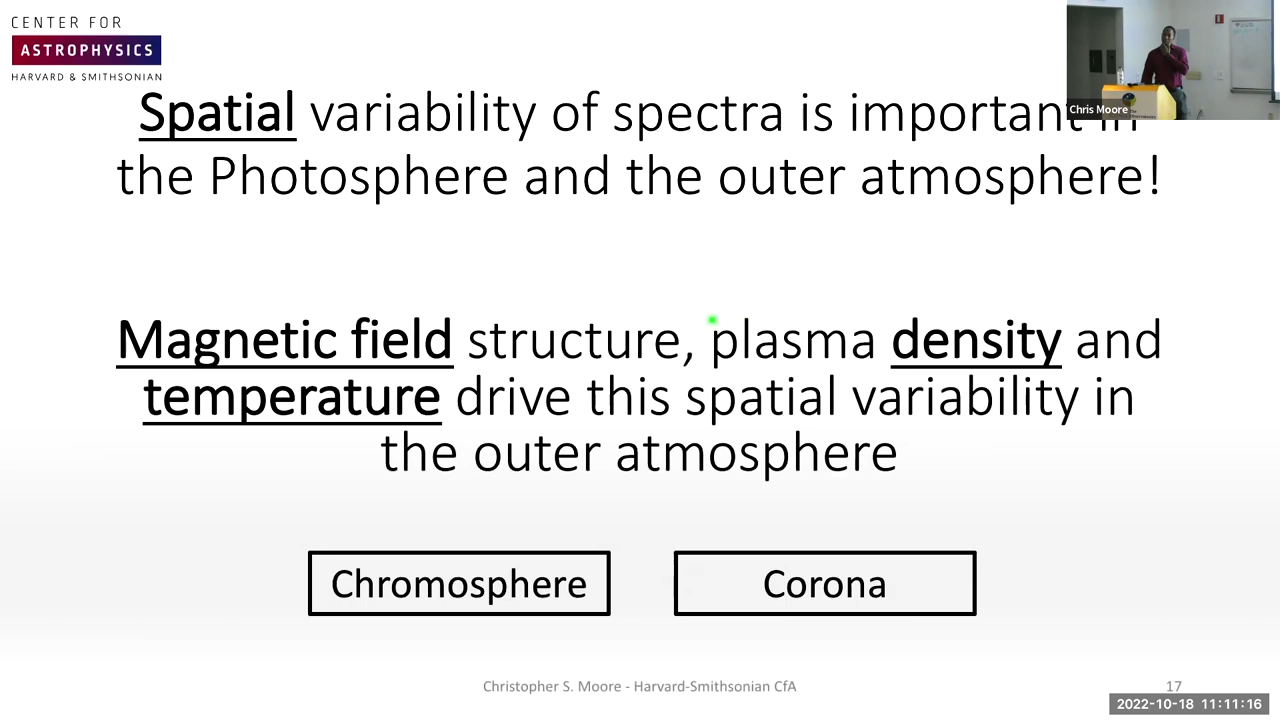 CENTER FOR
ASTROPHYSICS
HARVARD & SMITHSONIAN
Chris Moore
Spatial variability of spectra is important in
the Photosphere and the outer atmosphere!
Magnetic field structure, plasma density and
temperature drive this spatial variability in
the outer atmosphere
Chromosphere
Corona
Christopher S. Moore - Harvard-Smithsonian CfA
17
2022-10-18 11:11:16